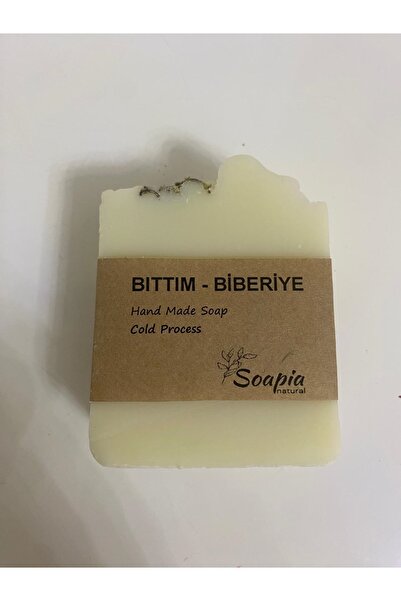 BITTIM - BİBERİYE
Hand Made Soap
Cold Process
Soapia
natural